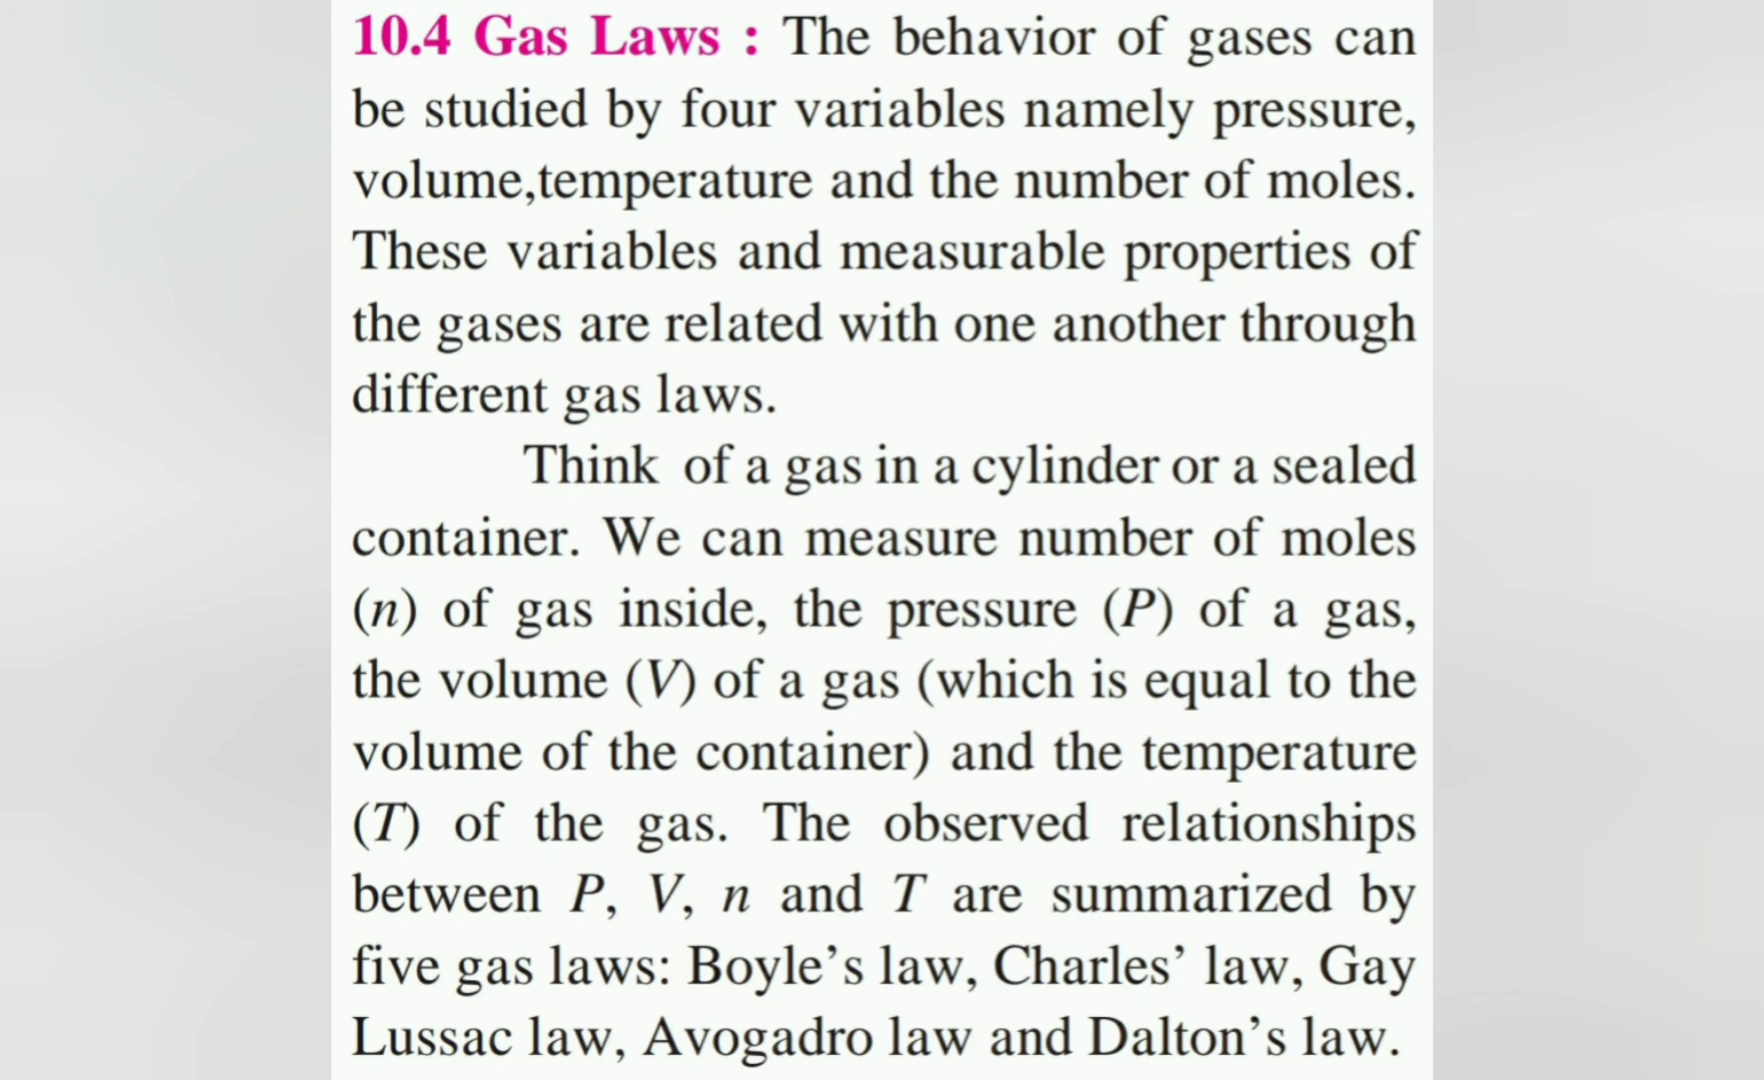 10.4 Gas Laws : The behavior of gases can
be studied by four variables namely pressure,
volume,temperature and the number of moles.
These variables and measurable properties of
the gases are related with one another through
different gas laws.
Think of a gas in a cylinder or a sealed
container. We can measure number of moles
(n) of gas inside, the pressure (P) of a gas,
the volume (V) of a gas (which is equal to the
volume of the container) and the temperature
(T) of the gas. The observed relationships
between P, V, n and T are summarized by
five gas laws: Boyle’s law, Charles’ law, Gay
Lussac law, Avogadro law and Dalton’s law.